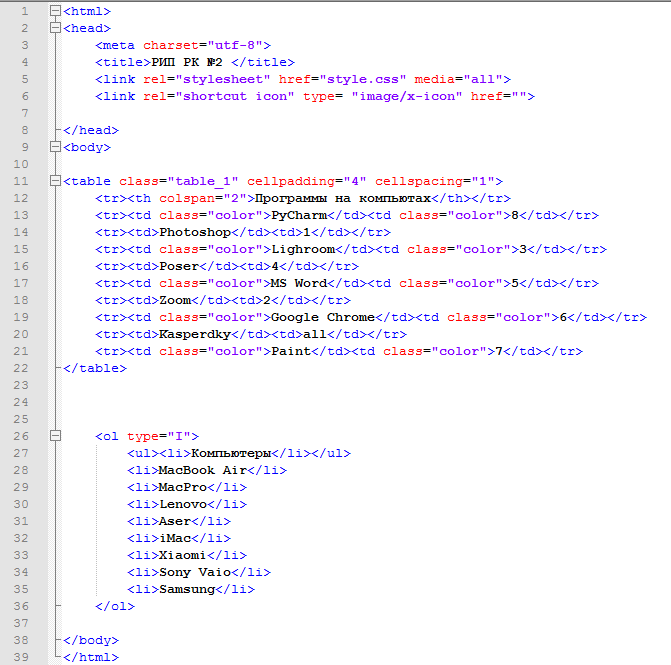 1 <html>
2 <head>
3 <meta charset="utf-8">
4 <title>РИП РК №2 </title>
5 <link rel="stylesheet" href="style.css" media="all">
6 <link rel="shortcut icon" type= "image/x-icon" href="">
7
8 </head>
9 <body>
10
11 <table class="table_1" cellpadding="4" cellspacing="1">
12 <tr><th colspan="2">Программы на компьютах</th></tr>
13 <tr><td class="color">PyCharm</td><td class="color">8</td></tr>
14 <tr><td>Photoshop</td><td>1</td></tr>
15 <tr><td class="color">Lighroom</td><td class="color">3</td></tr>
16 <tr><td>Poser</td><td>4</td></tr>
17 <tr><td class="color">MS Word</td><td class="color">5</td></tr>
18 <tr><td>Zoom</td><td>2</td></tr>
19 <tr><td class="color">Google Chrome</td><td class="color">6</td></tr>
20 <tr><td>Kasperdky</td><td>all</td></tr>
21 <tr><td class="color">Paint</td><td class="color">7</td></tr>
22 </table>
23
24
25
26 <ol type="I">
27 <ul><li>Компьютеры</li></ul>
28 <li>MacBook Air</li>
29 <li>MacPro</li>
30 <li>Lenovo</li>
31 <li>Aser</li>
32 <li>iMac</li>
33 <li>Xiaomi</li>
34 <li>Sony Vaio</li>
35 <li>Samsung</li>
36 </ol>
37
38 </body>
39 </html>